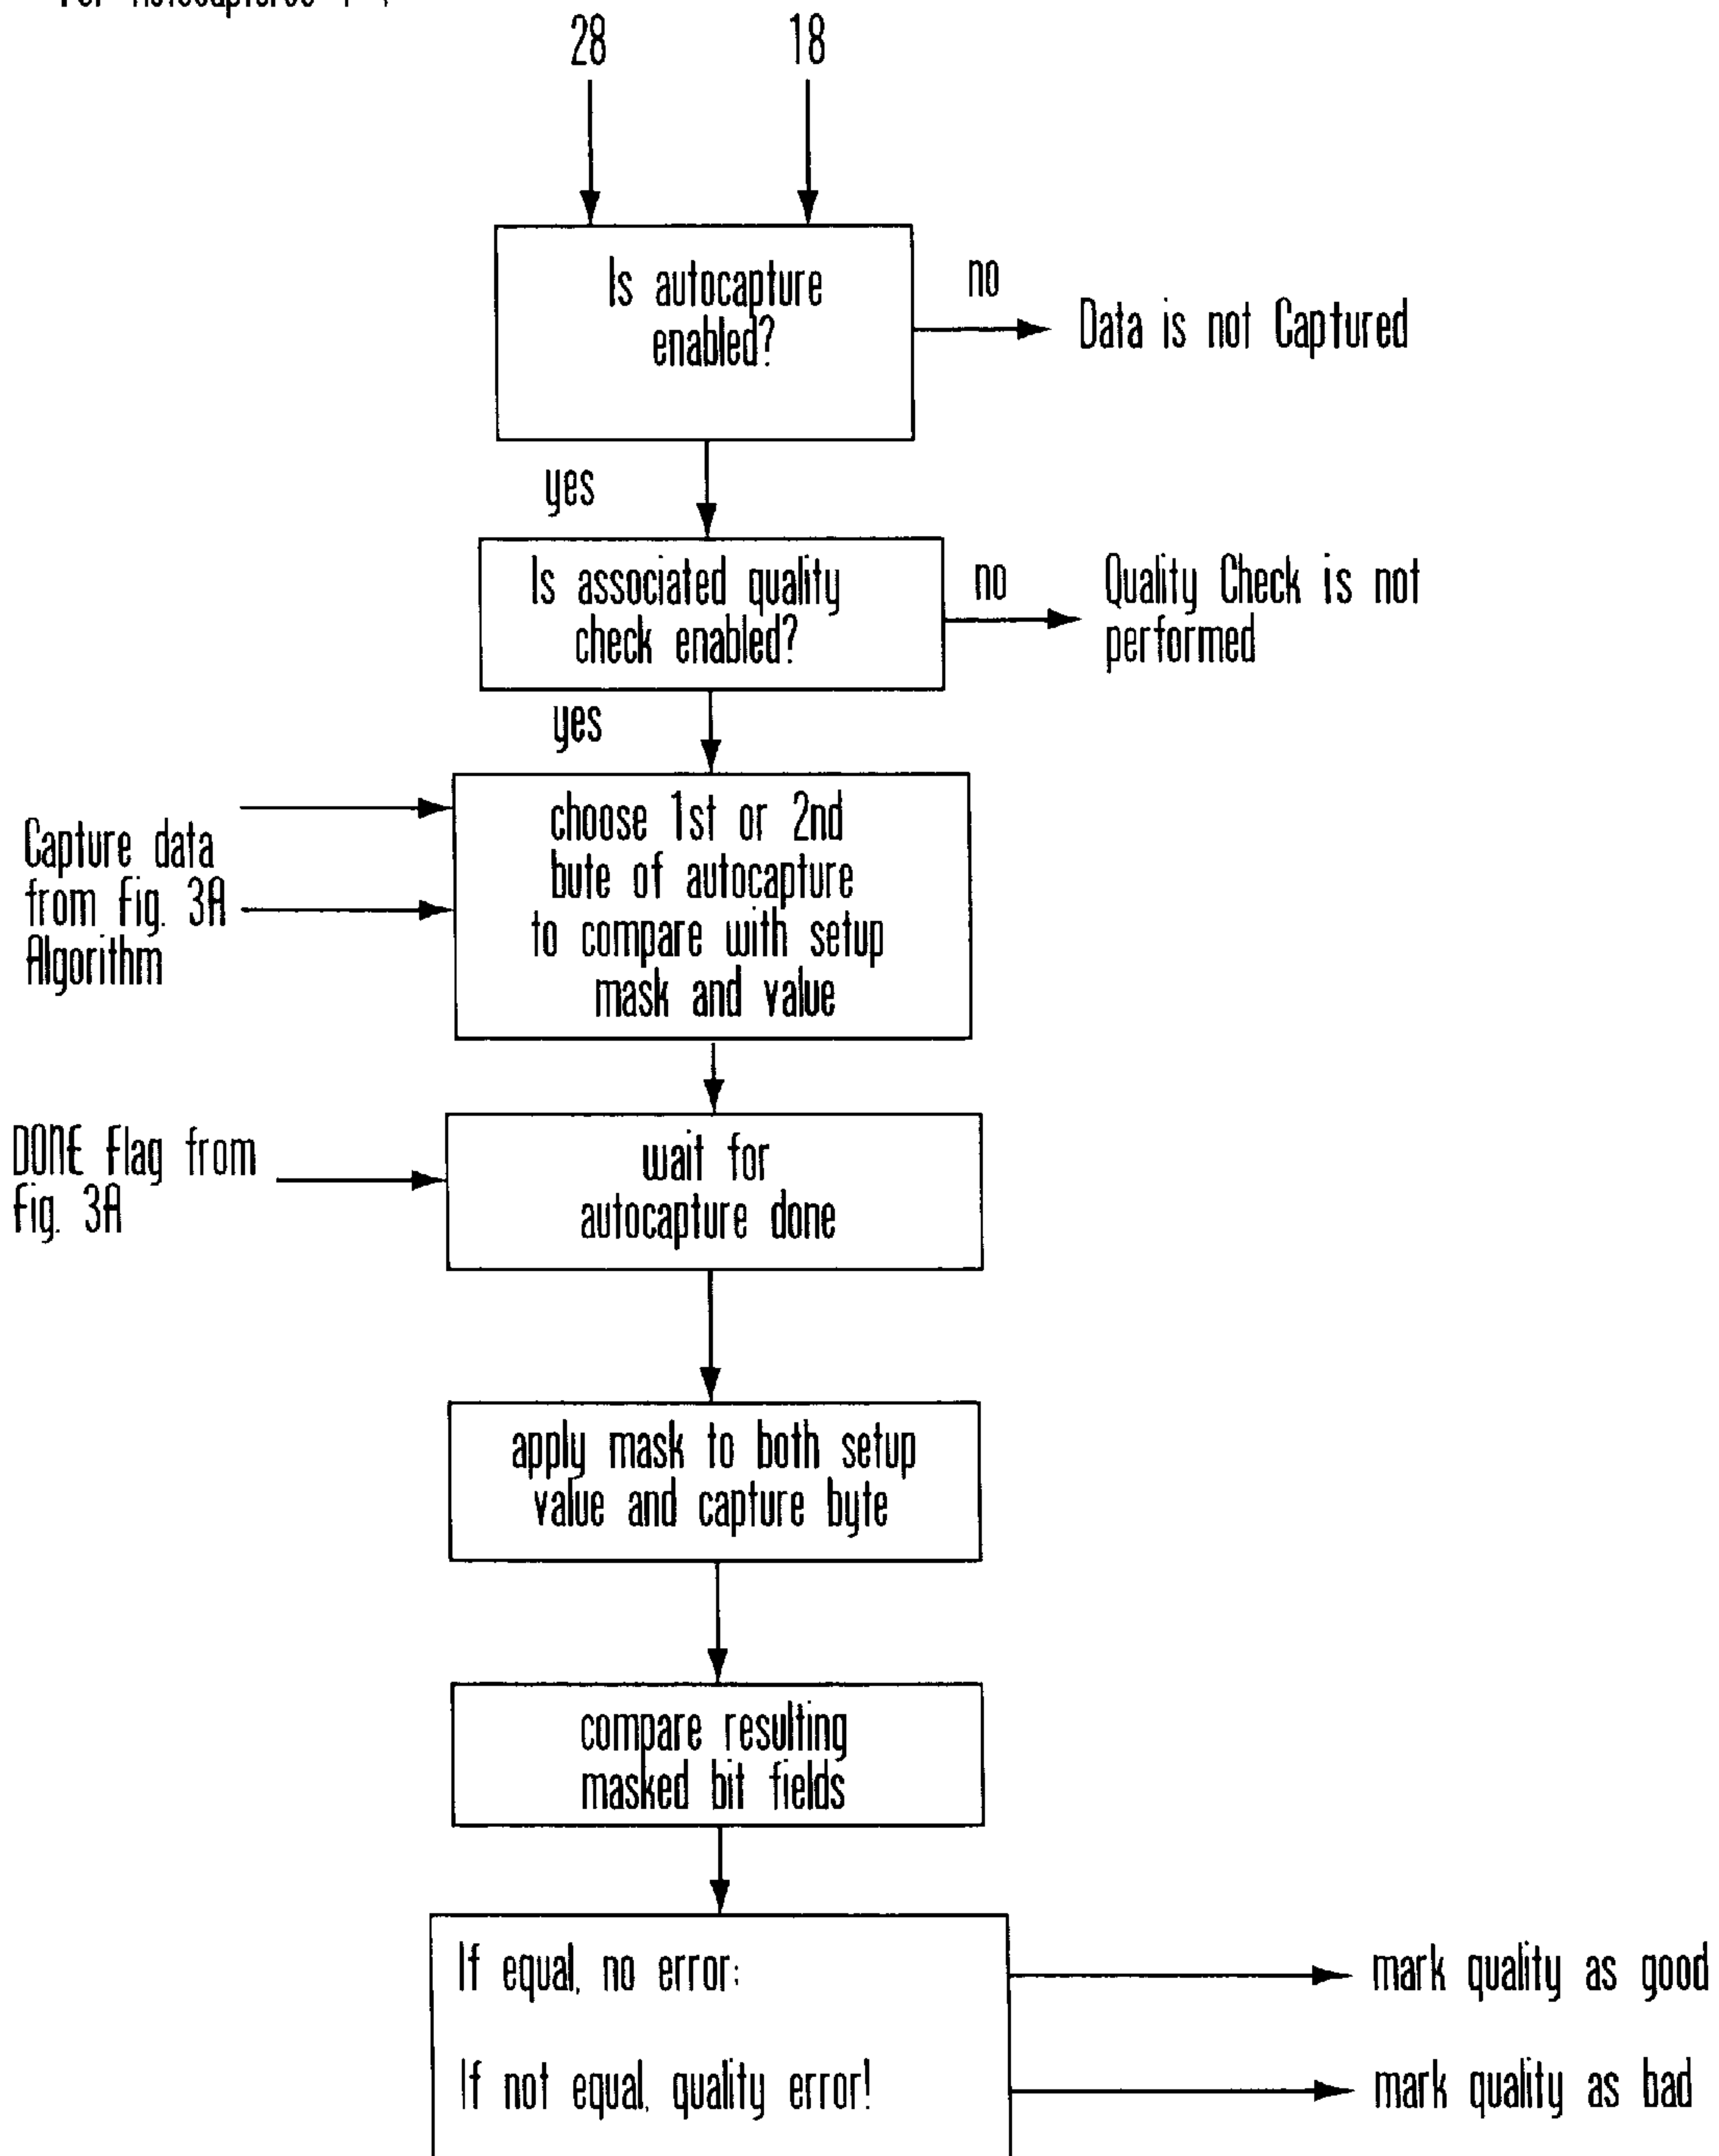 28
18
Is autocapture
enabled?
no
Data is not Captured
yes
Is associated quality
check enabled?
no
Quality Check is not
performed
yes
Capture data
from Fig. 3A
Algorithm
choose 1st or 2nd
bute of autocapture
to compare with setup
mask and value
DONE Flag from
Fig. 3A
wait for
autocapture done
apply mask to both setup
value and capture byte
compare resulting
masked bit fields
If equal, no error:
mark quality as good
If not equal, quality error!
mark quality as bad